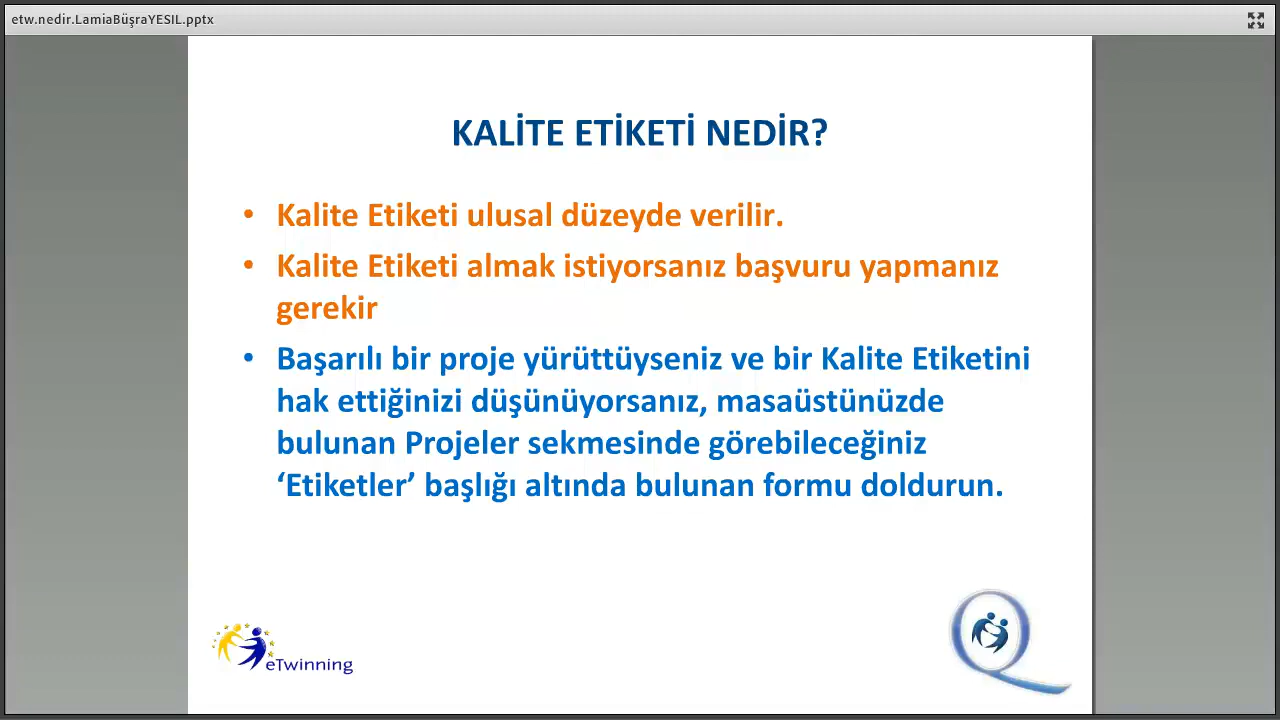 etw.nedir.LamiaBüşraYESIL.pptx
KALİTE ETİKETİ NEDİR?
• Kalite Etiketi ulusal düzeyde verilir.
• Kalite Etiketi almak istiyorsanız başvuru yapmanız
gerekir
• Başarılı bir proje yürüttüyseniz ve bir Kalite Etiketini
hak ettiğinizi düşünüyorsanız, masaüstünüzde
bulunan Projeler sekmesinde görebileceğiniz
‘Etiketler’ başlığı altında bulunan formu doldurun.
eTwinning
Q